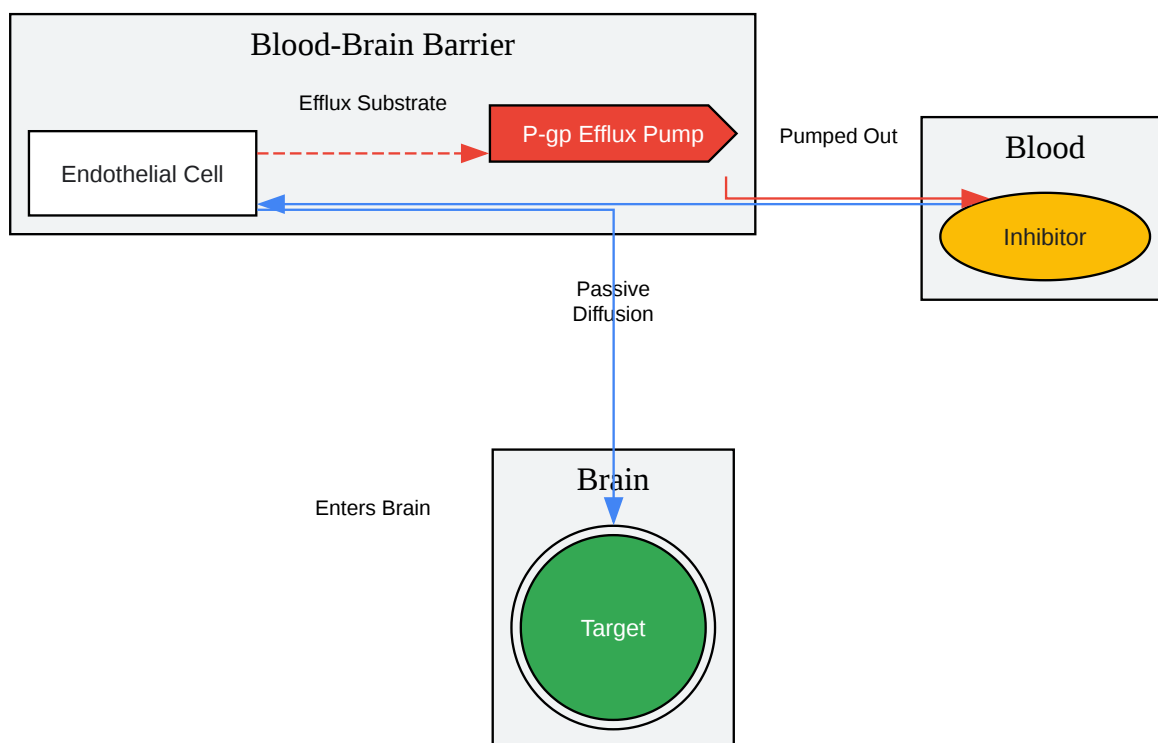 Blood-Brain Barrier
Efflux Substrate
P-gp Efflux Pump
Pumped Out
Endothelial Cell
Blood
Inhibitor
Passive
Diffusion
Brain
Enters Brain
Target